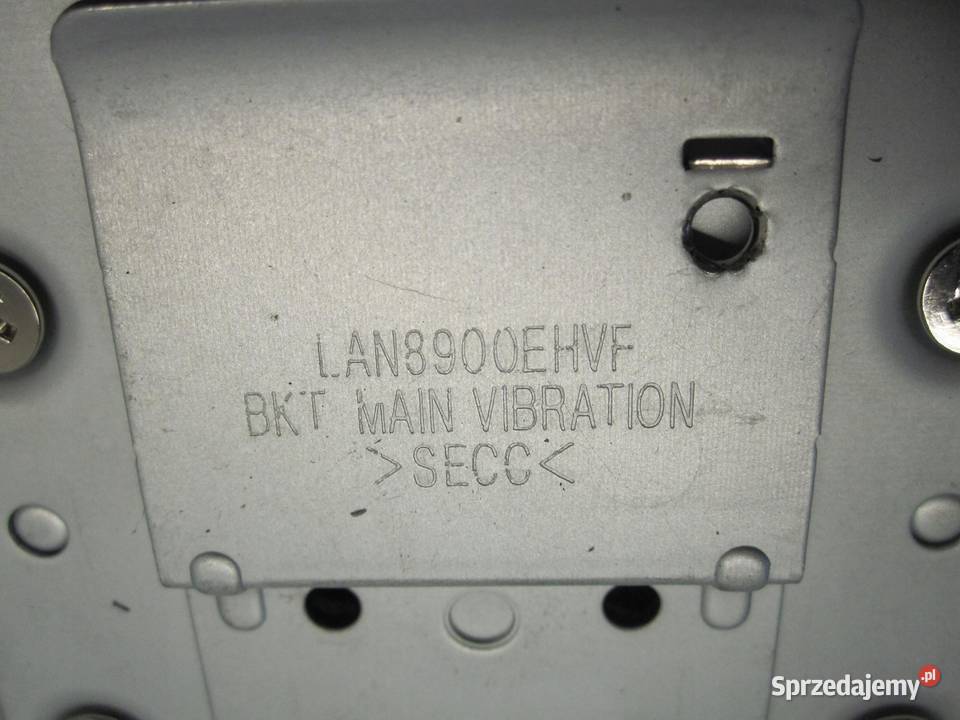 LAN8900EHVF
BKT MAIN VIBRATION
>SECC<
Sprzedajemy.pl